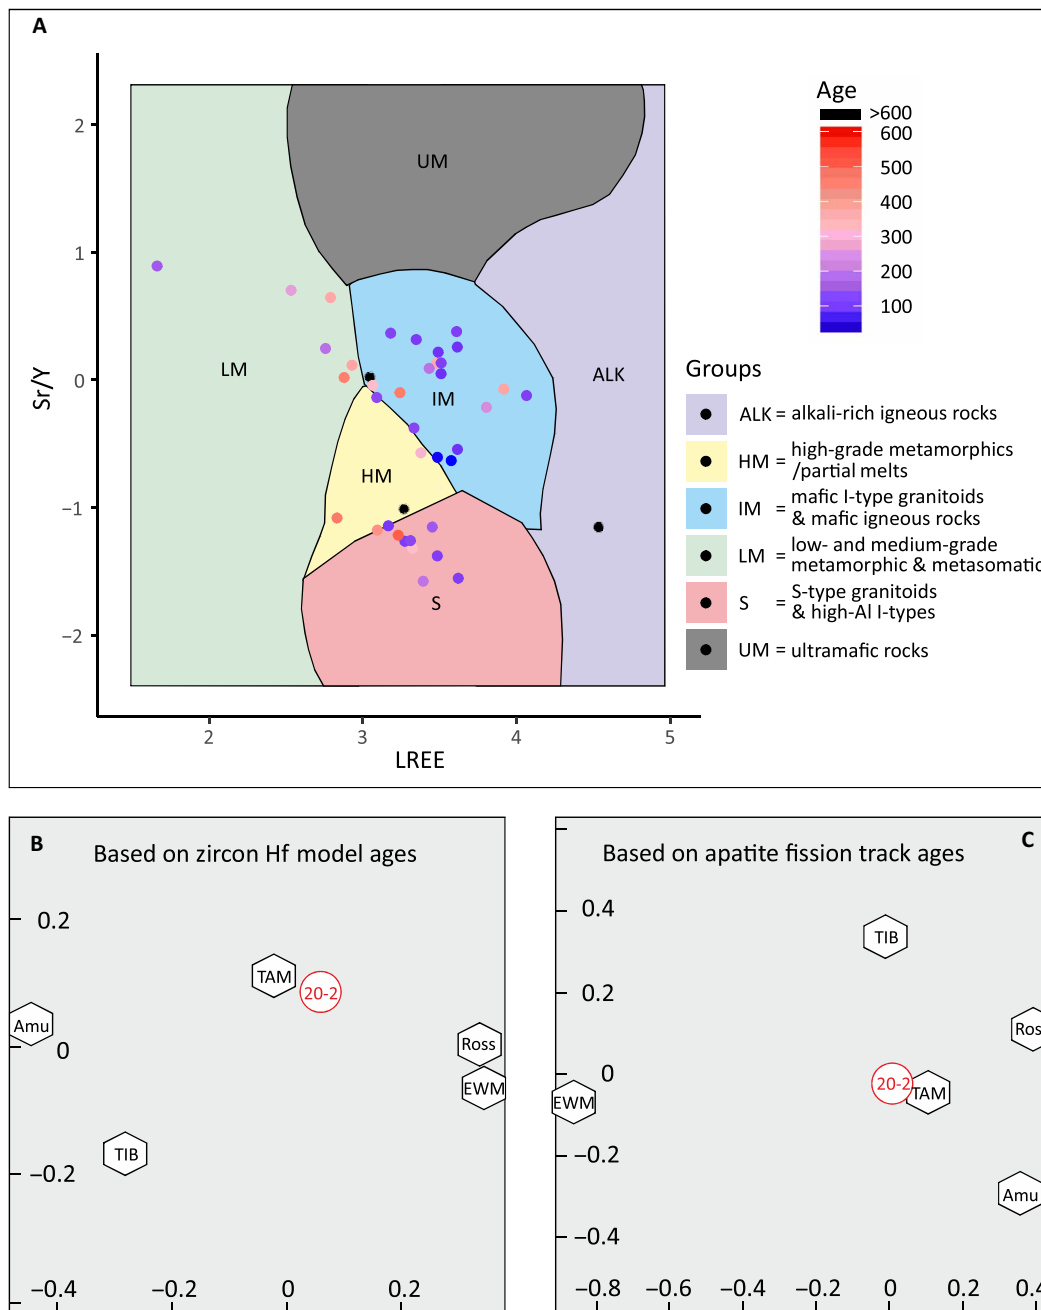 A
Age
>600
600
500
400
300
200
100
2
1
0
−1
−2
Sr/Y
UM
LM
IM
ALK
HM
S
2
3
4
5
LREE
Groups
ALK = alkali-rich igneous rocks
HM = high-grade metamorphics
/partial melts
IM = mafic I-type granitoids
& mafic igneous rocks
LM = low- and medium-grade
metamorphic & metasomatic
S = S-type granitoids
& high-Al I-types
UM = ultramafic rocks
B
Based on zircon Hf model ages
0.2
0
−0.2
TAM
20-2
Amu
Ross
EWM
TIB
−0.4
−0.2
0
0.2
C
Based on apatite fission track ages
0.4
0.2
0
−0.2
−0.4
TIB
Ros
20-2
TAM
EWM
Amu
−0.8
−0.6
−0.4
−0.2
0
0.2
0.4